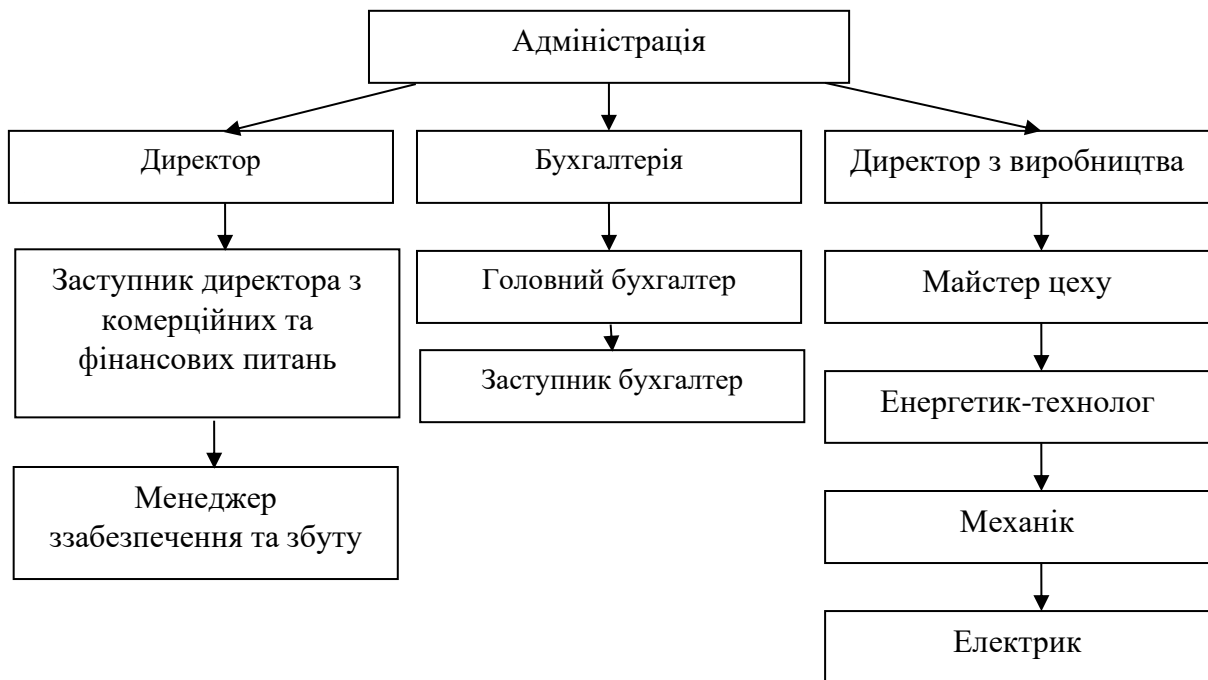 Адміністрація
Директор
Бухгалтерія
Директор з виробництва
Заступник директора з
комерційних та
фінансових питань
Головний бухгалтер
Майстер цеху
Заступник бухгалтер
Енергетик-технолог
Менеджер
ззабезпечення та збуту
Механік
Електрик